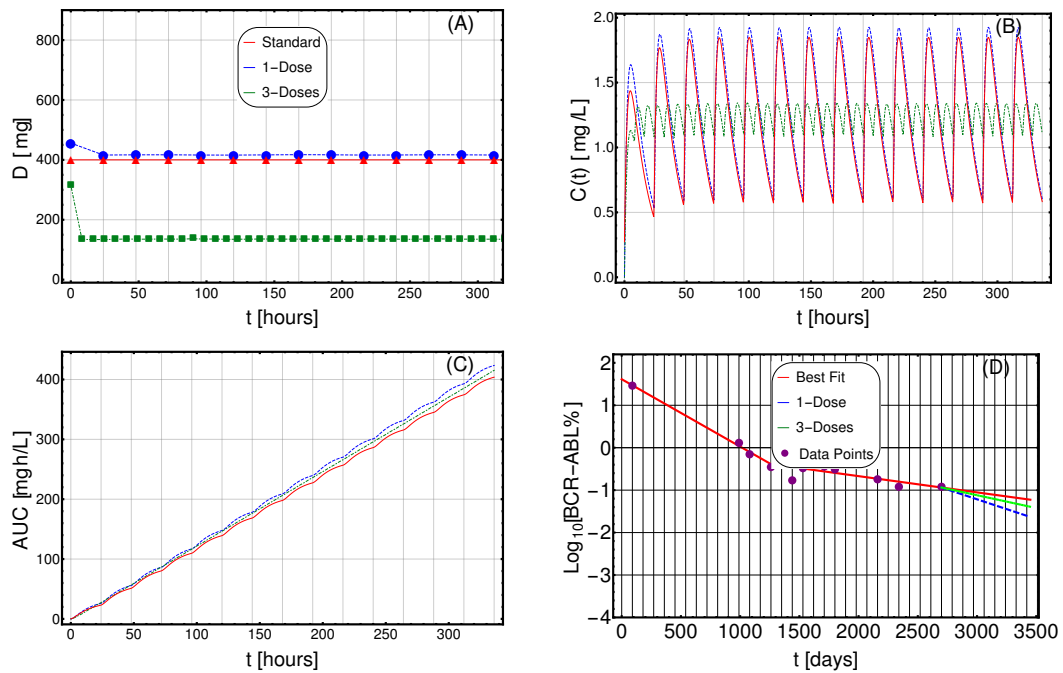 (A)
Standard
1-Dose
3-Doses
D [ mg]
800
600
400
200
0
0 50 100 150 200 250 300
t [hours]
(B)
C(t) [ mg /L]
2.0
1.5
1.0
0.5
0.0
0 50 100 150 200 250 300
t [hours]
(C)
AUC [mgh/L]
400
300
200
100
0
0 50 100 150 200 250 300
t [hours]
(D)
Best Fit
1-Dose
3-Doses
Data Points
Log10[BCR-ABL%]
2
1
0
-1
-2
-3
-4
0 500 1000 1500 2000 2500 3000 3500
t [days]